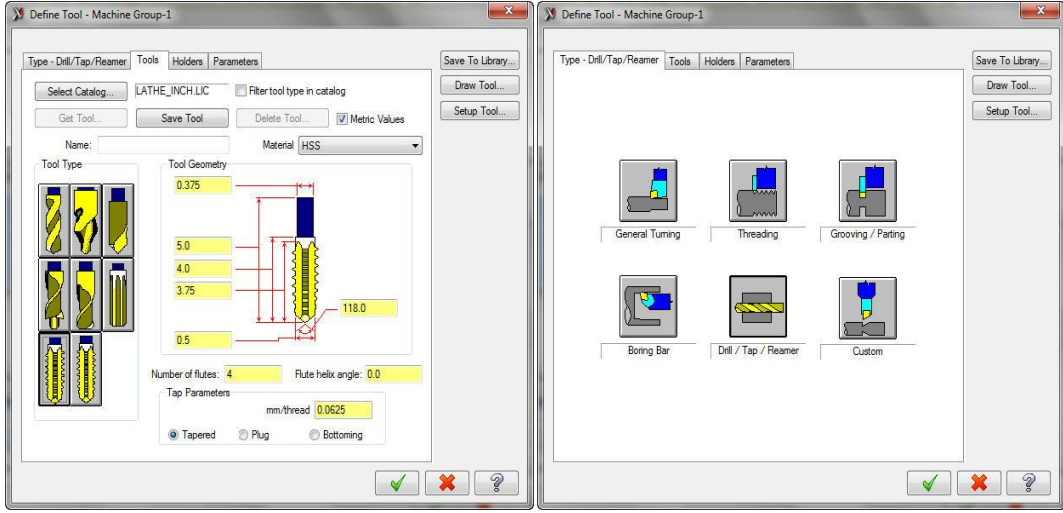 Define Tool - Machine Group-1
Type - Drill/Tap/Reamer Tools Holders Parameters
Save To Library...
Select Catalog... LATHE_INCH.LIC Filter tool type in catalog
Draw Tool...
Get Tool... Save Tool Delete Tool... Metric Values
Setup Tool...
Name: Material HSS
Tool Type
Tool Geometry
0.375
5.0
4.0
3.75
118.0
0.5
Number of flutes: 4 Flute helix angle: 0.0
Tap Parameters
mm/thread 0.0625
Tapered Plug Bottoming
Define Tool - Machine Group-1
Type - Drill/Tap/Reamer Tools Holders Parameters
Save To Library...
Draw Tool...
Setup Tool...
General Turning Threading Grooving / Parting
Boring Bar Drill / Tap / Reamer Custom